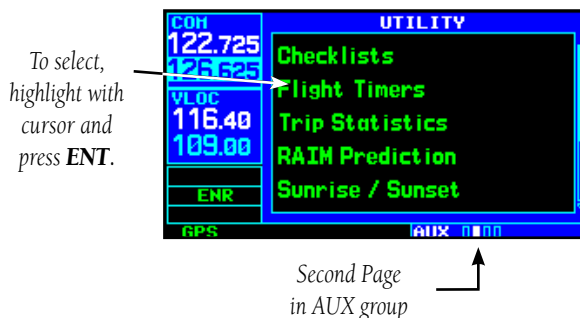 To select,
highlight with
cursor and
press ENT.
COM
122.725
126.625
VLOC
116.40
109.00
ENR
GPS
UTILITY
Checklists
Flight Timers
Trip Statistics
RAIM Prediction
Sunrise / Sunset
AUX
Second Page
in AUX group